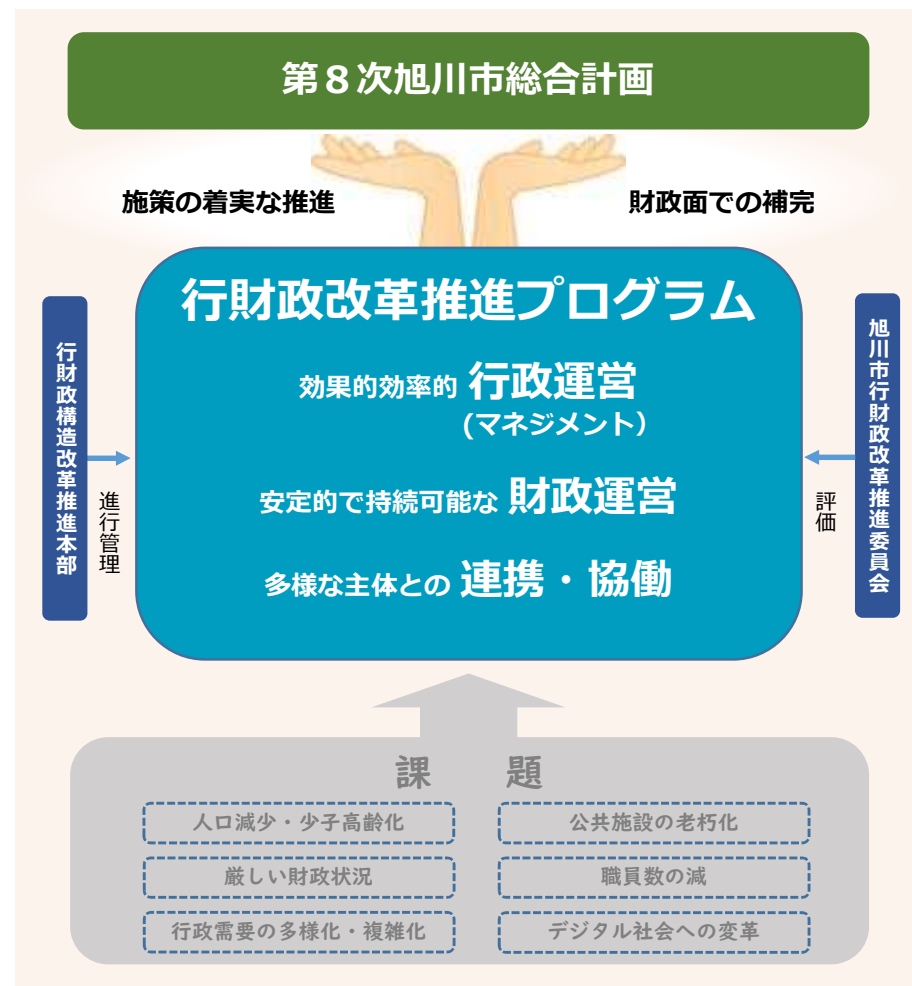 第８次旭川市総合計画
施策の着実な推進
財政面での補完
行財政改革推進プログラム
効果的効率的 行政運営
(マネジメント）
安定的で持続可能な 財政運営
多様な主体との 連携・協働
行財政構造改革推進本部
進行管理
旭川市行財政改革推進委員会
評価
課　題
人口減少・少子高齢化
公共施設の老朽化
厳しい財政状況
職員数の減
行政需要の多様化・複雑化
デジタル社会への変革